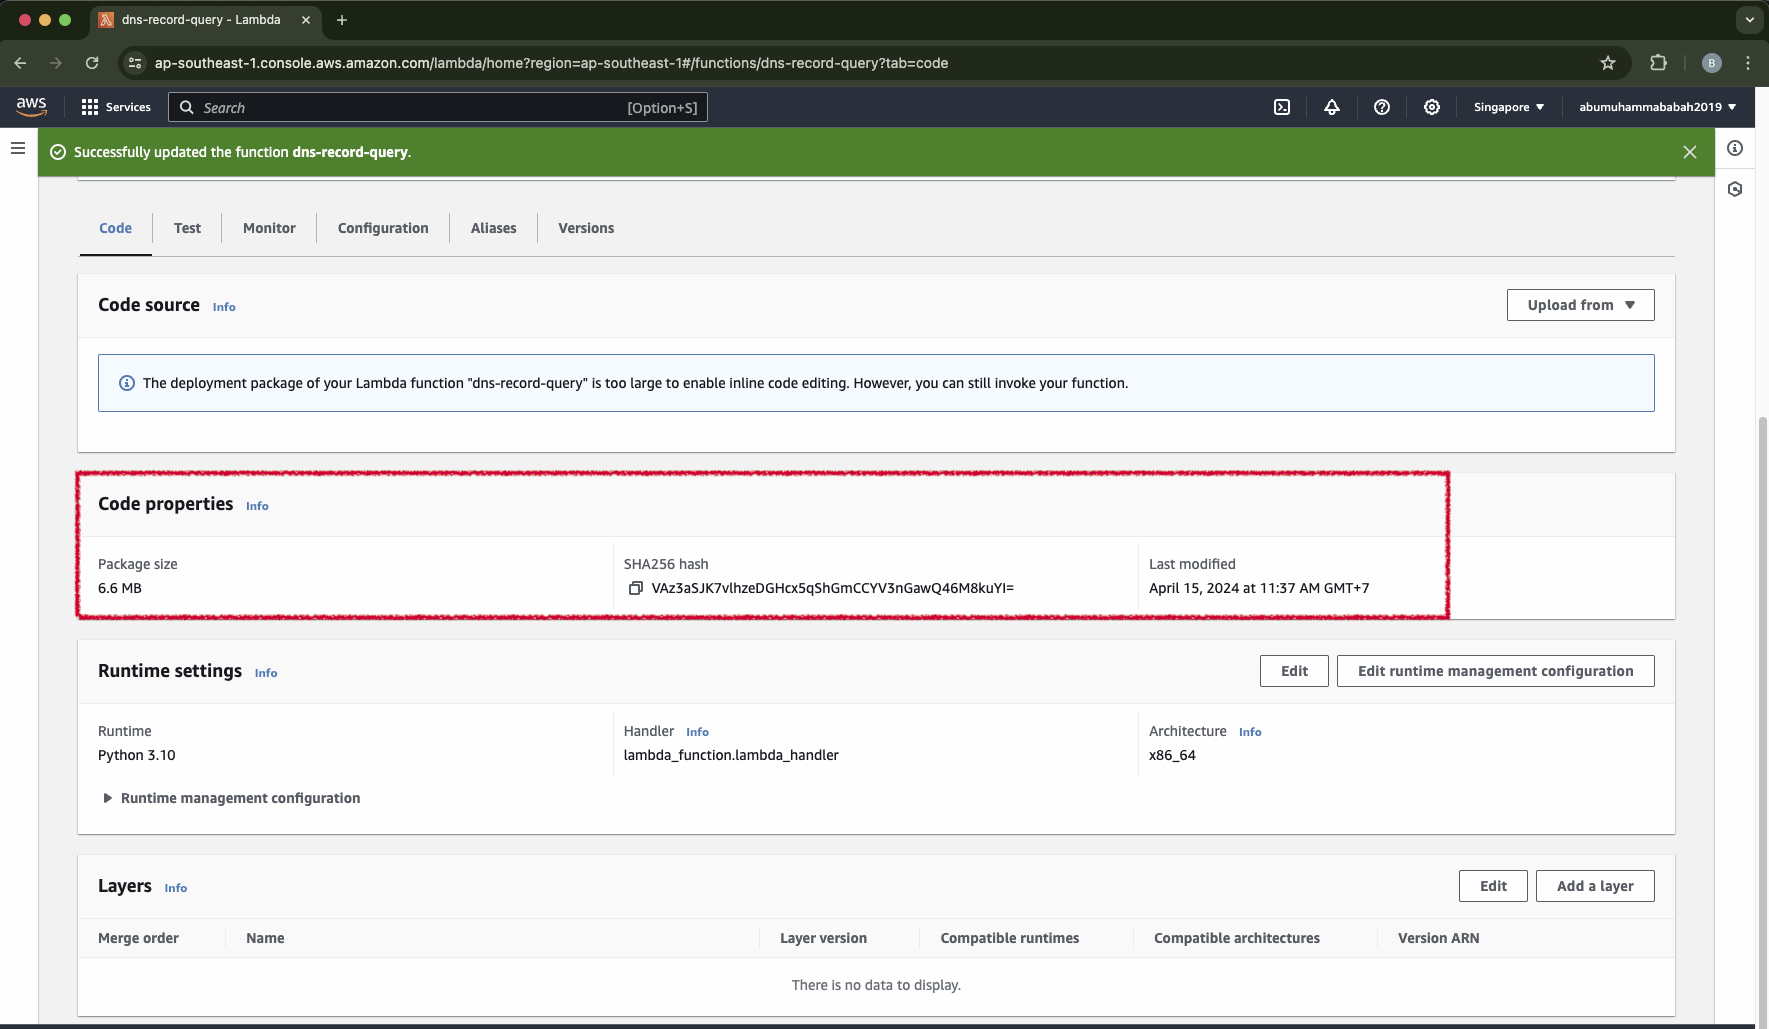 dns-record-query - Lambda
ap-southeast-1.console.aws.amazon.com/lambda/home?region=ap-southeast-1#/functions/dns-record-query?tab=code
B
aws
Services
Search
[Option+S]
Singapore
abumuhammababah2019
Successfully updated the function dns-record-query.
Code
Test
Monitor
Configuration
Aliases
Versions
Code source Info
Upload from
The deployment package of your Lambda function "dns-record-query" is too large to enable inline code editing. However, you can still invoke your function.
Code properties Info
Package size
6.6 MB
SHA256 hash
VAz3aSJK7vlhzeDGHcx5qShGmCCYV3nGawQ46M8kuYI=
Last modified
April 15, 2024 at 11:37 AM GMT+7
Runtime settings Info
Edit
Edit runtime management configuration
Runtime
Python 3.10
Handler Info
lambda_function.lambda_handler
Architecture Info
x86_64
Runtime management configuration
Layers Info
Edit
Add a layer
Merge order
Name
Layer version
Compatible runtimes
Compatible architectures
Version ARN
There is no data to display.